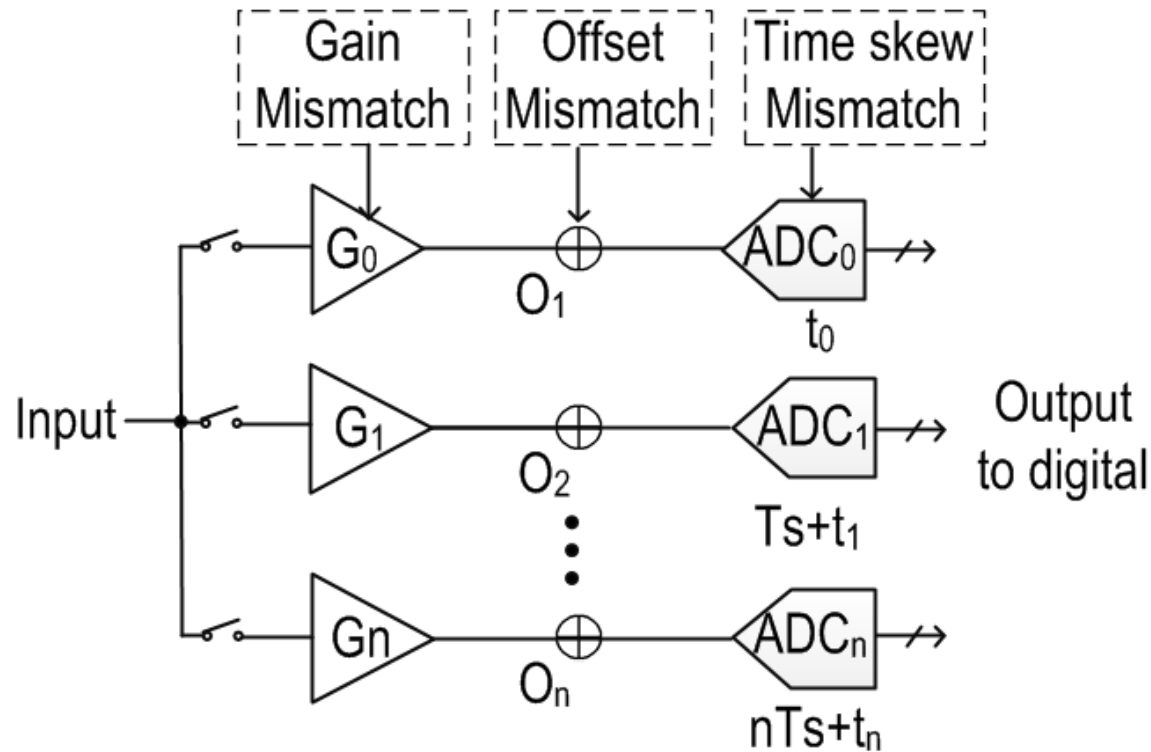 Gain
Mismatch
Offset
Mismatch
Time skew
Mismatch
G₀
O₁
ADC₀
t₀
Input
G₁
O₂
ADC₁
Ts+t₁
Output
to digital
Gn
Oₙ
ADCₙ
nTs+tₙ